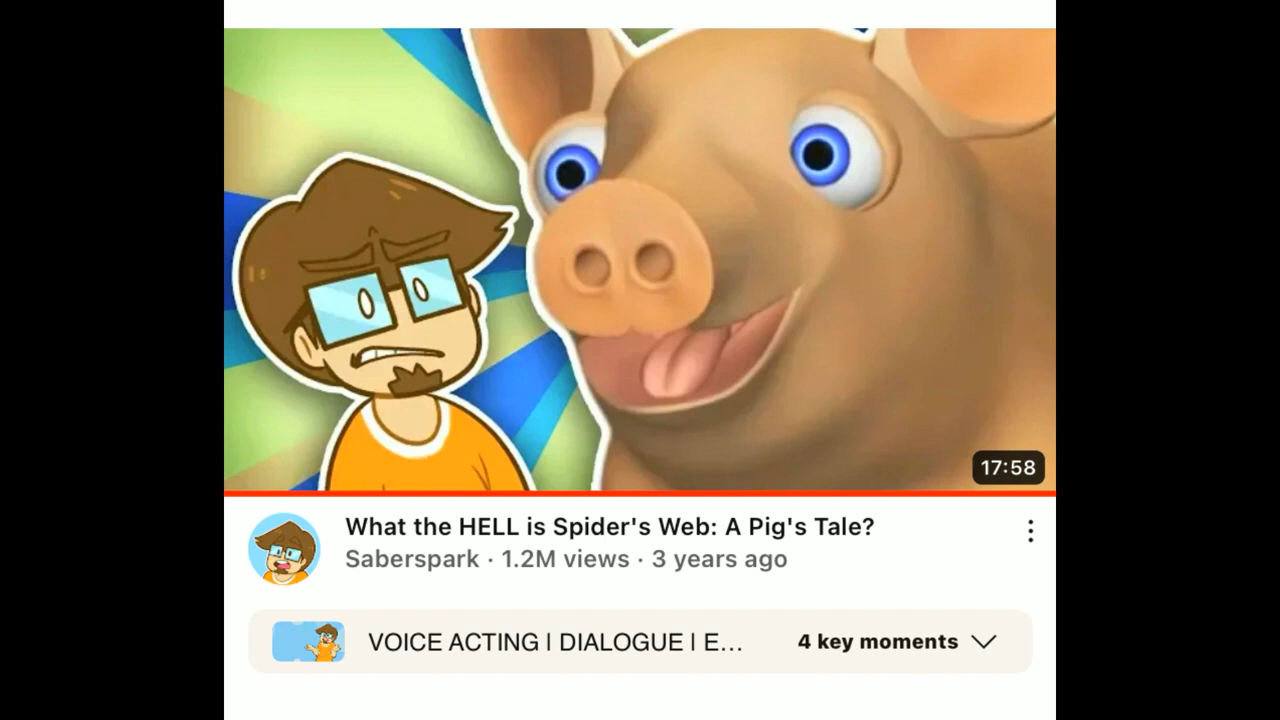 17:58
What the HELL is Spider's Web: A Pig's Tale?
Saberspark · 1.2M views · 3 years ago
VOICE ACTING | DIALOGUE | E... 4 key moments